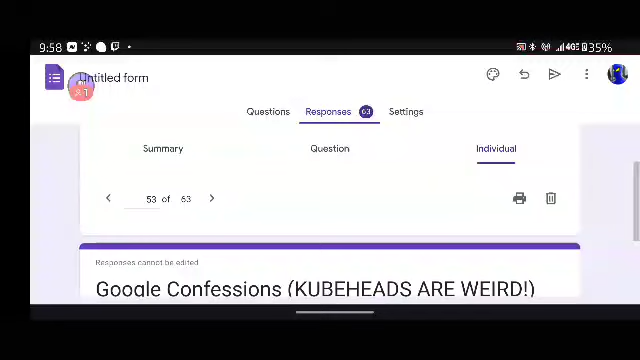 9:58 4GE 35%
Untitled form
Questions Responses 63 Settings
Summary Question Individual
53 of 63
Responses cannot be edited
Google Confessions (KUBEHEADS ARE WEIRD!)